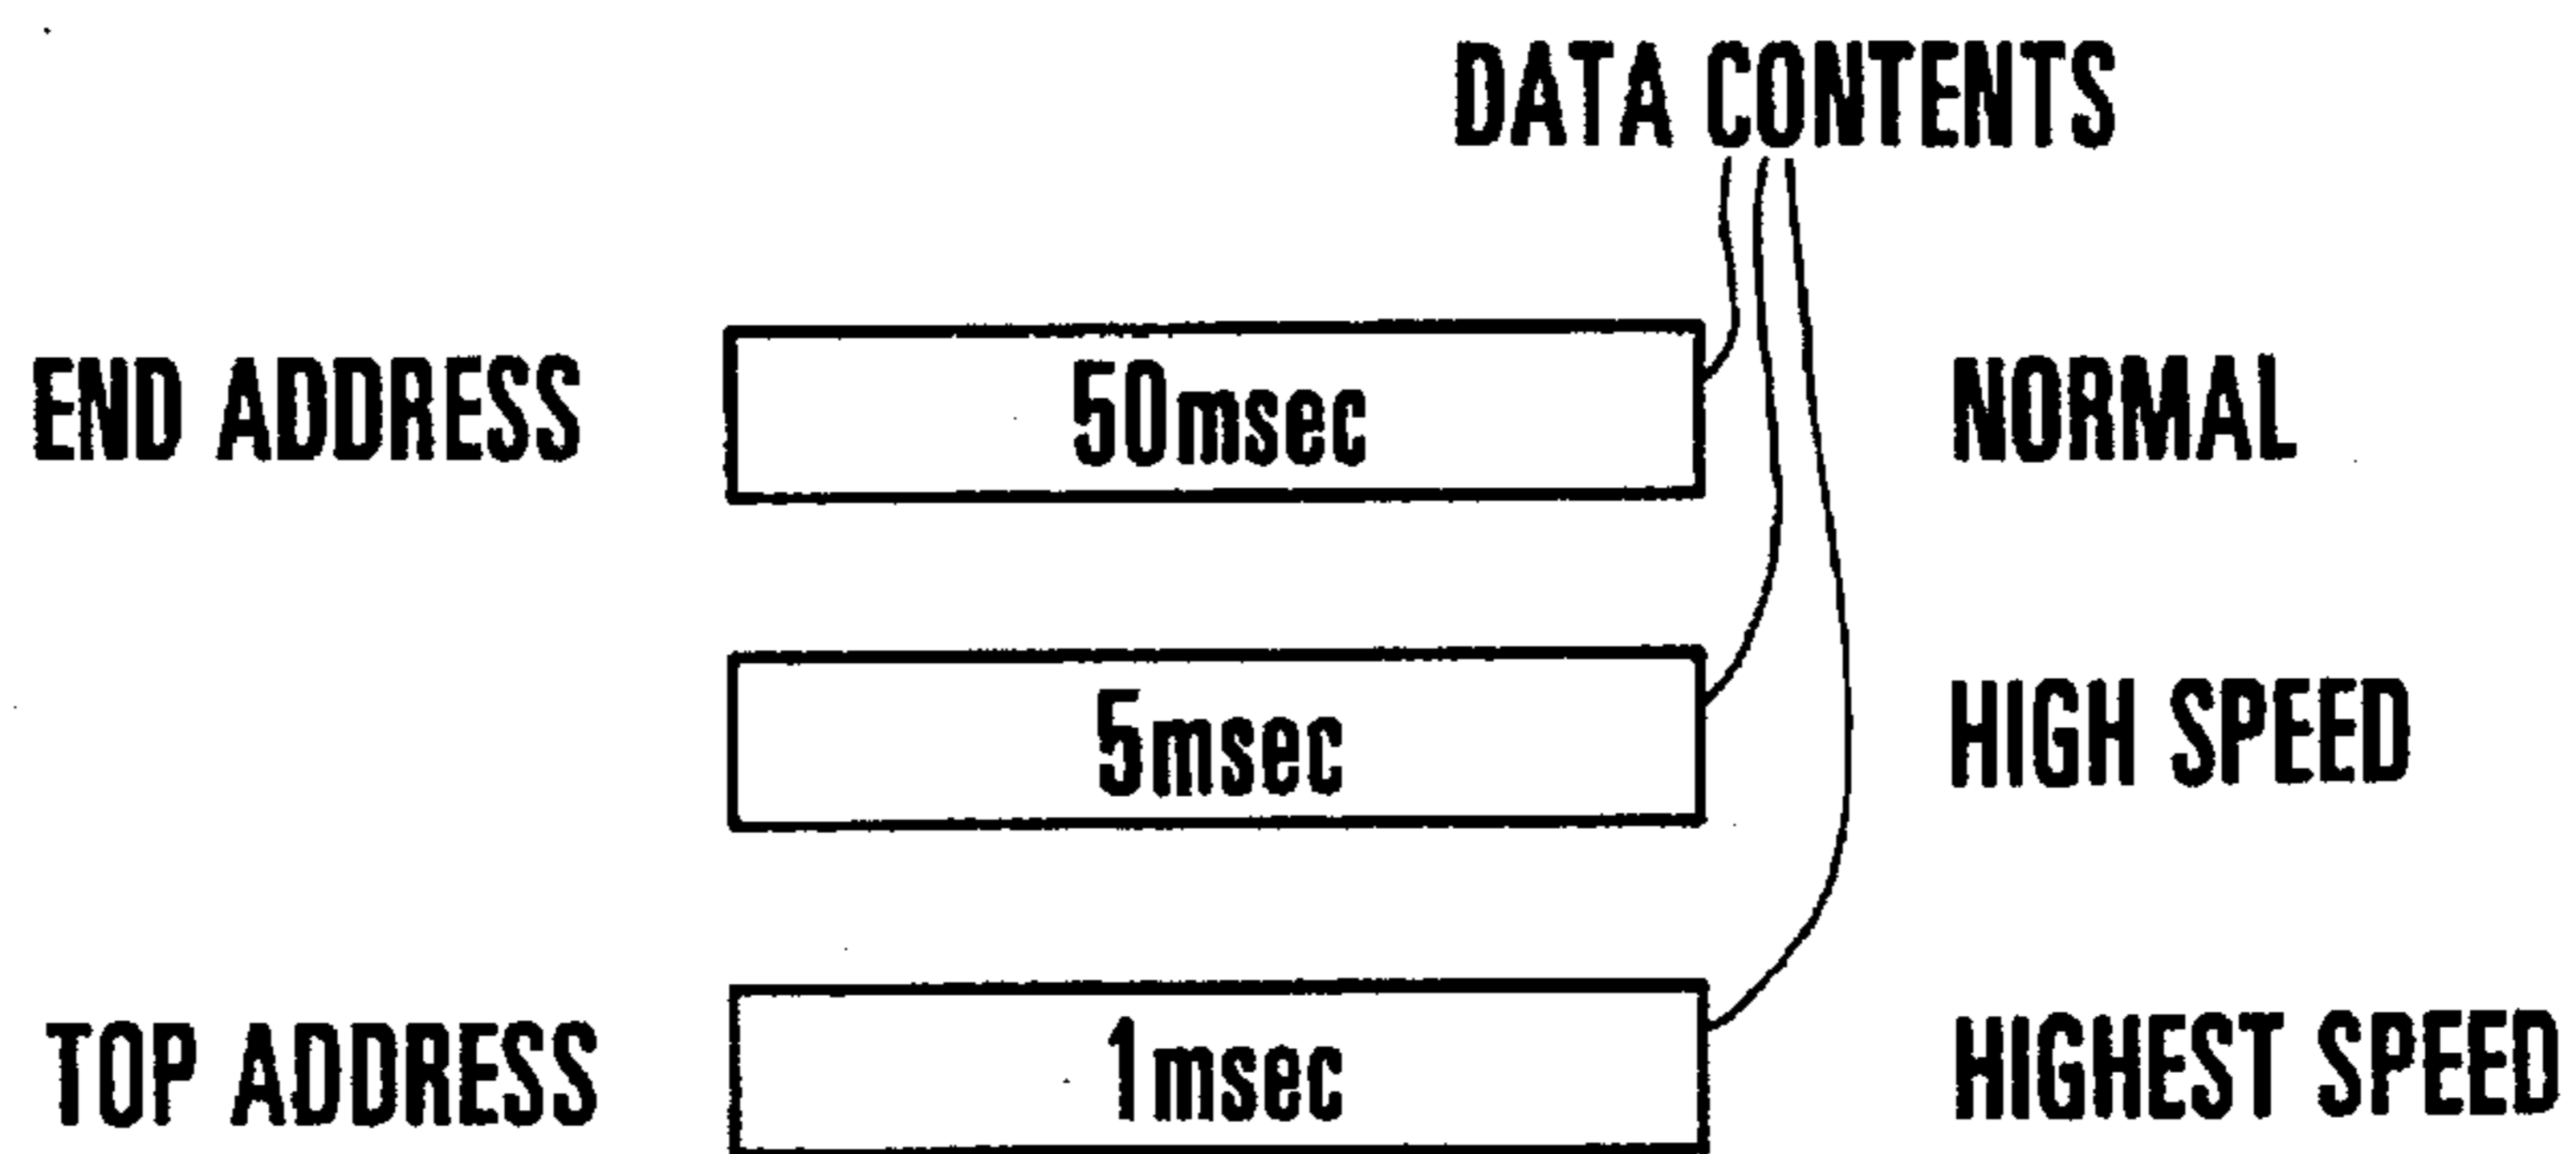 DATA CONTENTS
END ADDRESS 50msec NORMAL
5msec HIGH SPEED
TOP ADDRESS 1msec HIGHEST SPEED